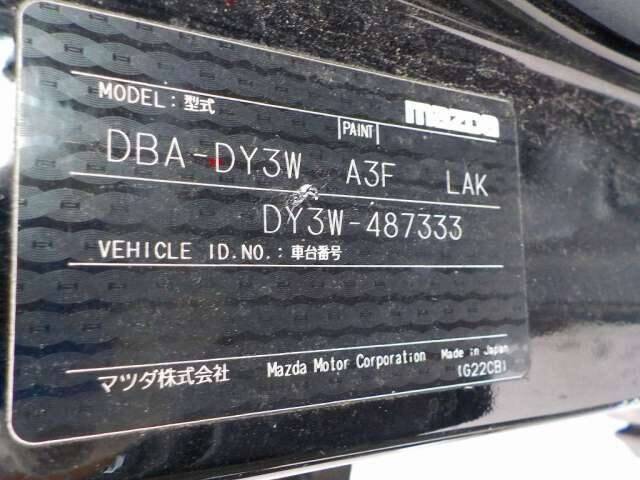 MODEL: 型式
mazda
PAINT
DBA-DY3W A3F LAK
DY3W-487333
VEHICLE ID.NO.: 車台番号
マツダ株式会社 Mazda Motor Corporation Made in Japan
(G22CB)